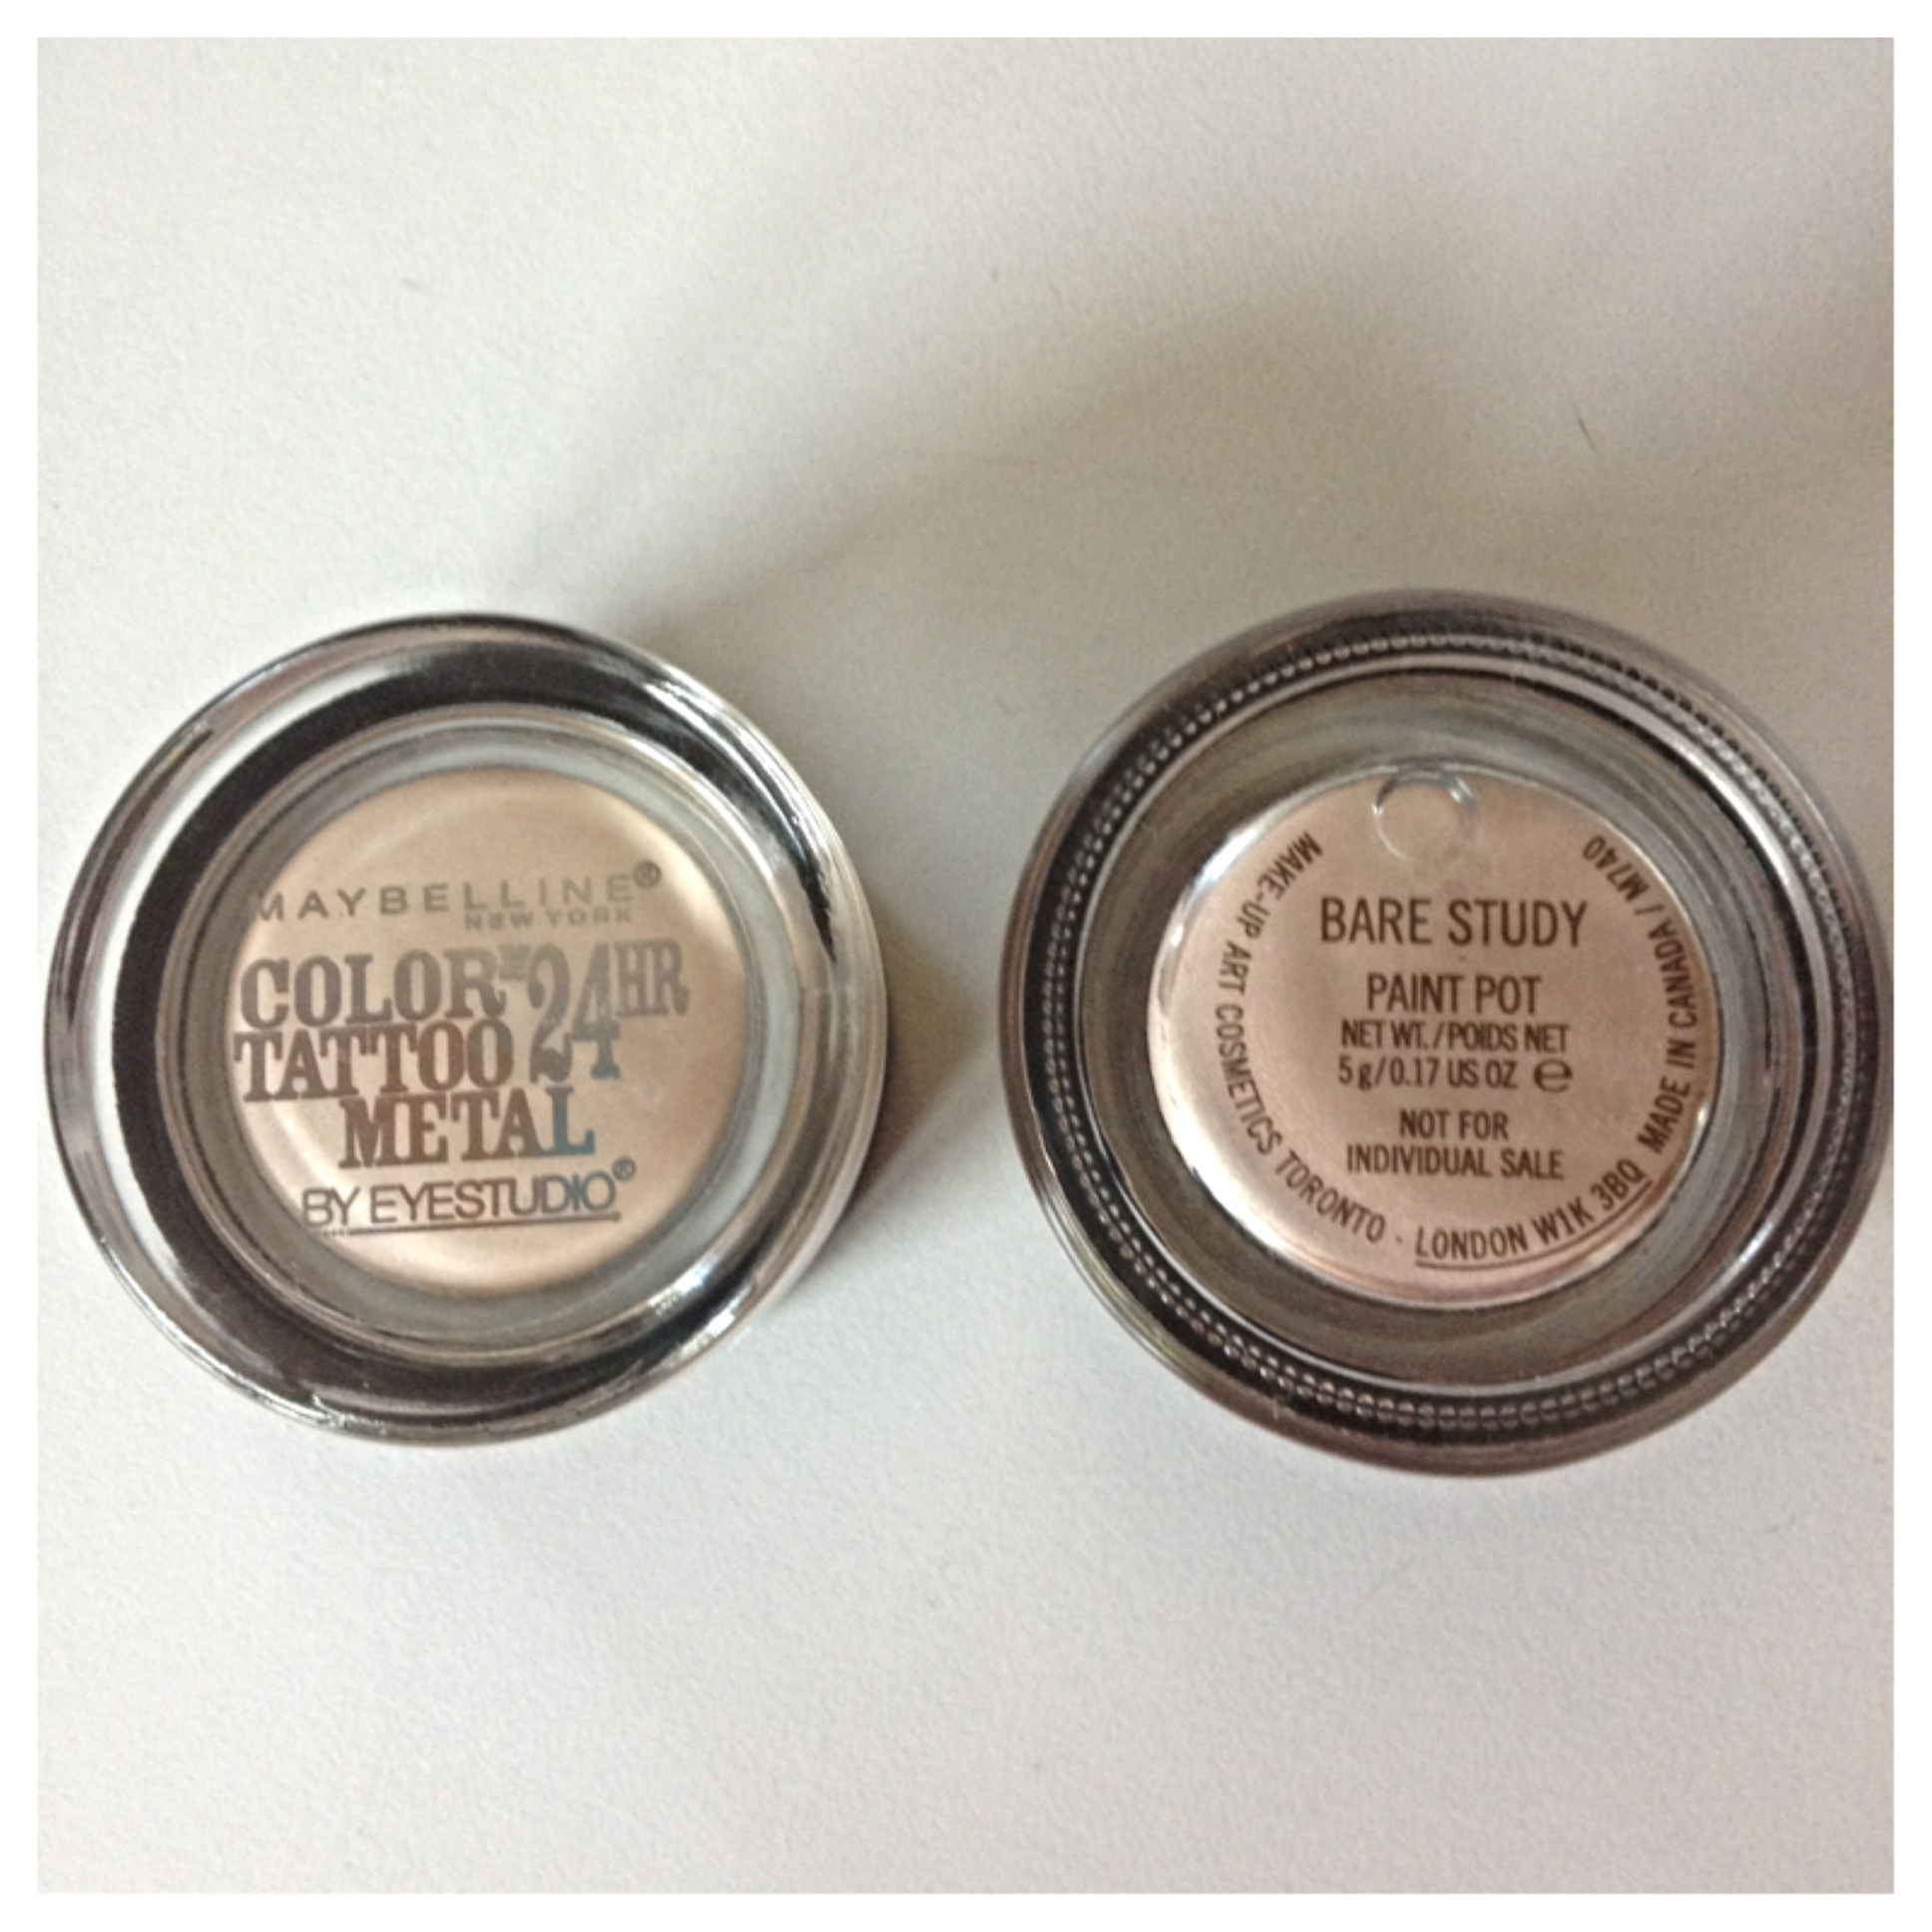 MAYBELLINE®
NEW YORK
COLOR 24HR
TATTOO
METAL
BY EYESTUDIO®
BARE STUDY
PAINT POT
NET WT./POIDS NET
5g/0.17 US OZ ℮
NOT FOR
INDIVIDUAL SALE
MAKE-UP ART COSMETICS TORONTO · LONDON W1K 3BQ MADE IN CANADA / M740